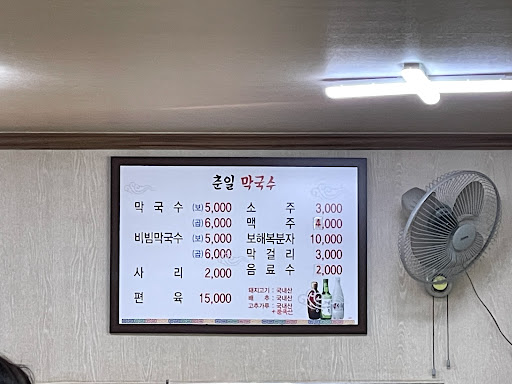 춘일 막국수
막국수 (보) 5,000
(곱) 6,000
비빔막국수 (보) 5,000
(곱) 6,000
사리 2,000
편육 15,000
소주 3,000
맥주 ,000
보해복분자 10,000
막걸리 3,000
음료수 2,000
돼지고기 : 국내산
배추 : 국내산
고추가루 : 국내산
+ 중국산